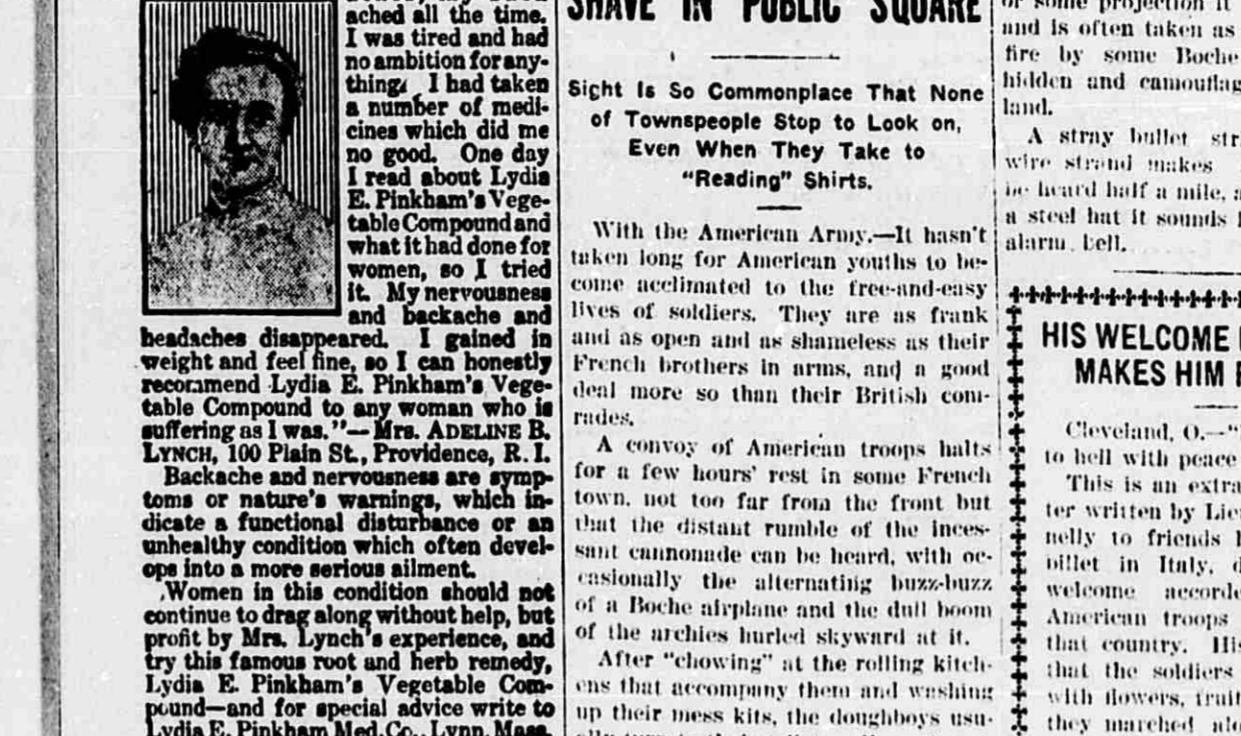 ached all the time.
I was tired and had
no ambition for any-
thing. I had taken
a number of medi-
cines which did me
no good. One day
I read about Lydia
E. Pinkham's Vege-
table Compound and
what it had done for
women, so I tried
it. My nervousness
and backache and
headaches disappeared. I gained in
weight and feel fine, so I can honestly
recommend Lydia E. Pinkham's Vege-
table Compound to any woman who is
suffering as I was."—Mrs. ADELINE B.
LYNCH, 100 Plain St., Providence, R. I.
Backache and nervousness are symp-
toms or nature's warnings, which in-
dicate a functional disturbance or an
unhealthy condition which often devel-
ops into a more serious ailment.
Women in this condition should not
continue to drag along without help, but
profit by Mrs. Lynch's experience, and
try this famous root and herb remedy,
Lydia E. Pinkham's Vegetable Com-
pound—and for special advice write to
Lydia E. Pinkham Med. Co., Lynn, Mass.
SHAVE IN PUBLIC SQUARE
Sight Is So Commonplace That None
of Townspeople Stop to Look on,
Even When They Take to
"Reading" Shirts.
With the American Army.—It hasn't
taken long for American youths to be-
come acclimated to the free-and-easy
lives of soldiers. They are as frank
and as open and as shameless as their
French brothers in arms, and a good
deal more so than their British com-
rades.
A convoy of American troops halts
for a few hours' rest in some French
town, not too far from the front but
that the distant rumble of the inces-
sant cannonade can be heard, with oc-
casionally the alternating buzz-buzz
of a Boche airplane and the dull boom
of the archies hurled skyward at it.
After "chowing" at the rolling kitch-
ens that accompany them and washing
up their mess kits, the doughboys usu-
or some projection it
and is often taken as
fire by some Boche
hidden and camouflag
land.
A stray bullet str
wire strand makes
be heard half a mile, a
a steel hat it sounds
alarm bell.
HIS WELCOME
MAKES HIM
Cleveland, O.—"
to hell with peace
This is an extra
ter written by Lie
nelly to friends
billet in Italy,
welcome accorde
American troops
that country. His
that the soldiers
with flowers, fruit
they marched alo